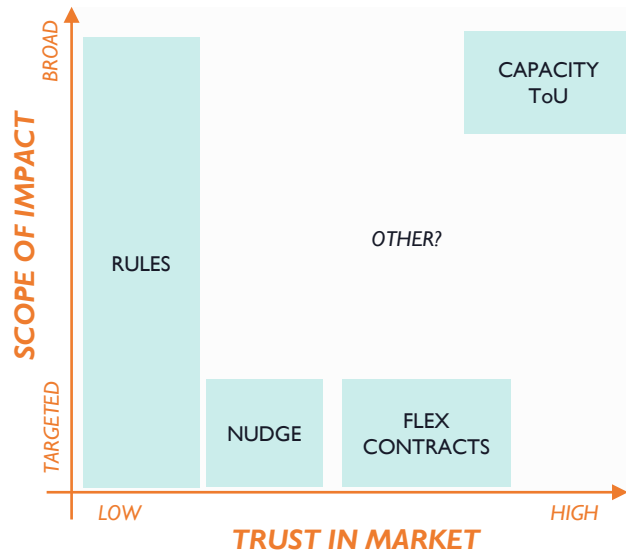 BROAD
SCOPE OF IMPACT
TARGETED
CAPACITY
ToU
OTHER?
RULES
NUDGE
FLEX
CONTRACTS
LOW
HIGH
TRUST IN MARKET